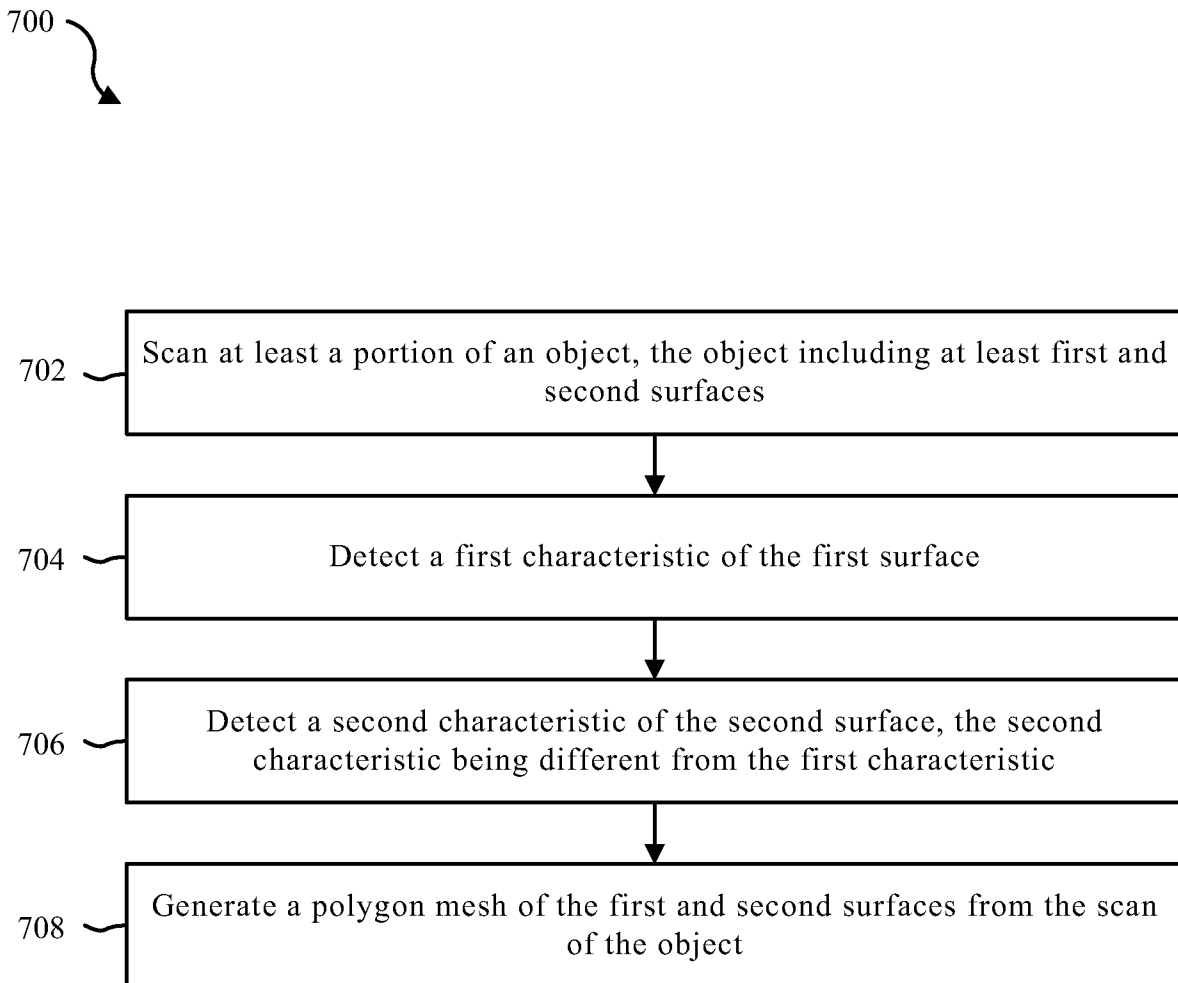 700
702
Scan at least a portion of an object, the object including at least first and
second surfaces
704
Detect a first characteristic of the first surface
706
Detect a second characteristic of the second surface, the second
characteristic being different from the first characteristic
708
Generate a polygon mesh of the first and second surfaces from the scan
of the object